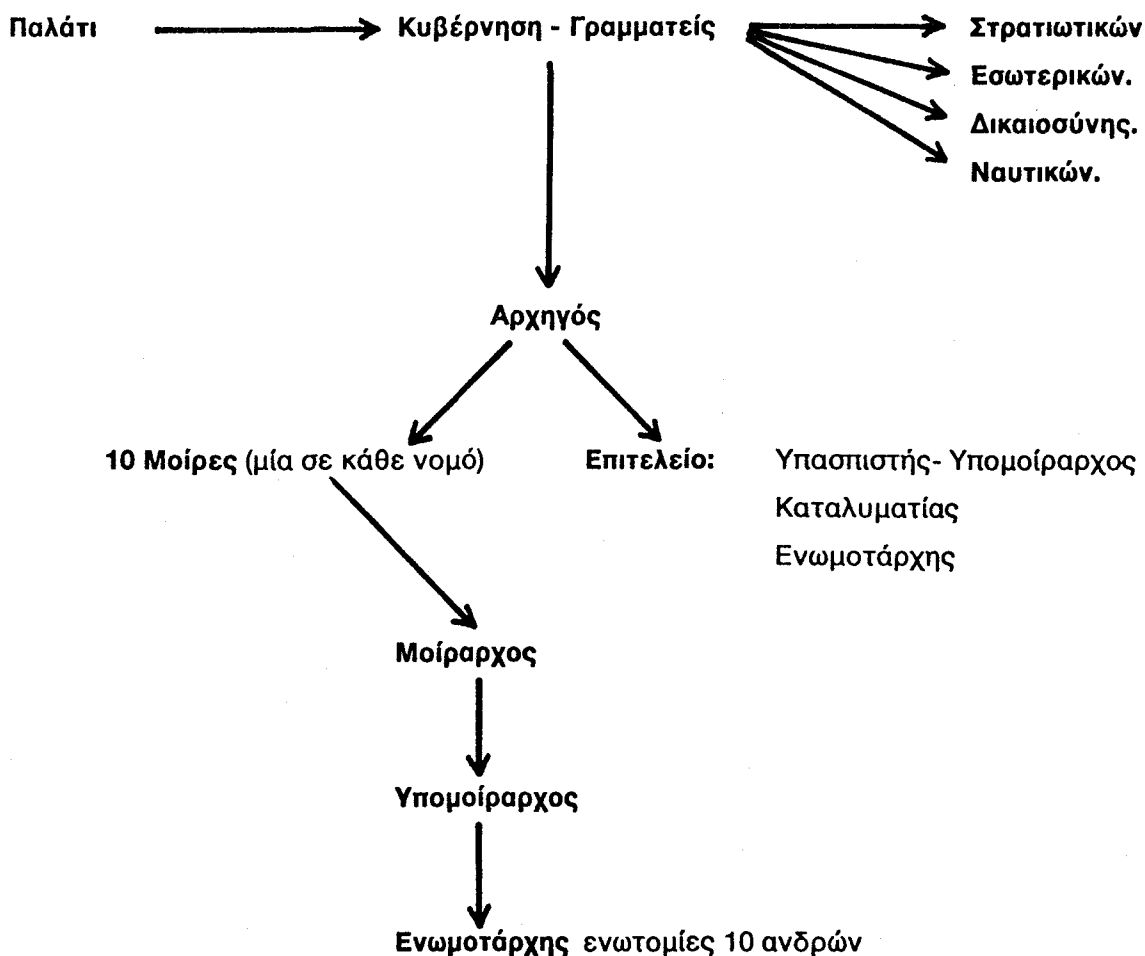 Παλάτι Κυβέρνηση - Γραμματείς Στρατιωτικών
Εσωτερικών.
Δικαιοσύνης.
Ναυτικών.
Αρχηγός
10 Μοίρες (μία σε κάθε νομό) Επιτελείο: Υπασπιστής- Υπομοίραρχος
Καταλυματίας
Ενωμοτάρχης
Μοίραρχος
Υπομοίραρχος
Ενωμοτάρχης ενωτομίες 10 ανδρών